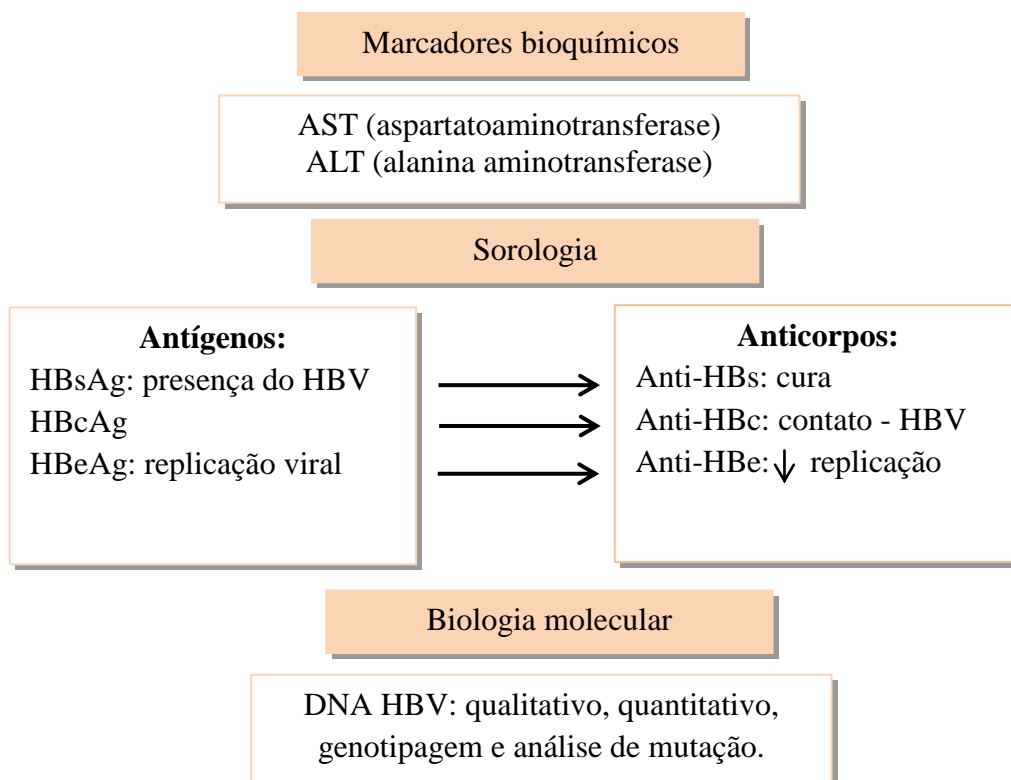 Marcadores bioquímicos
AST (aspartatoaminotransferase)
ALT (alanina aminotransferase)
Sorologia
Antígenos:
HBsAg: presença do HBV
HBcAg
HBeAg: replicação viral
Anticorpos:
Anti-HBs: cura
Anti-HBc: contato - HBV
Anti-HBe:↓ replicação
Biologia molecular
DNA HBV: qualitativo, quantitativo,
genotipagem e análise de mutação.